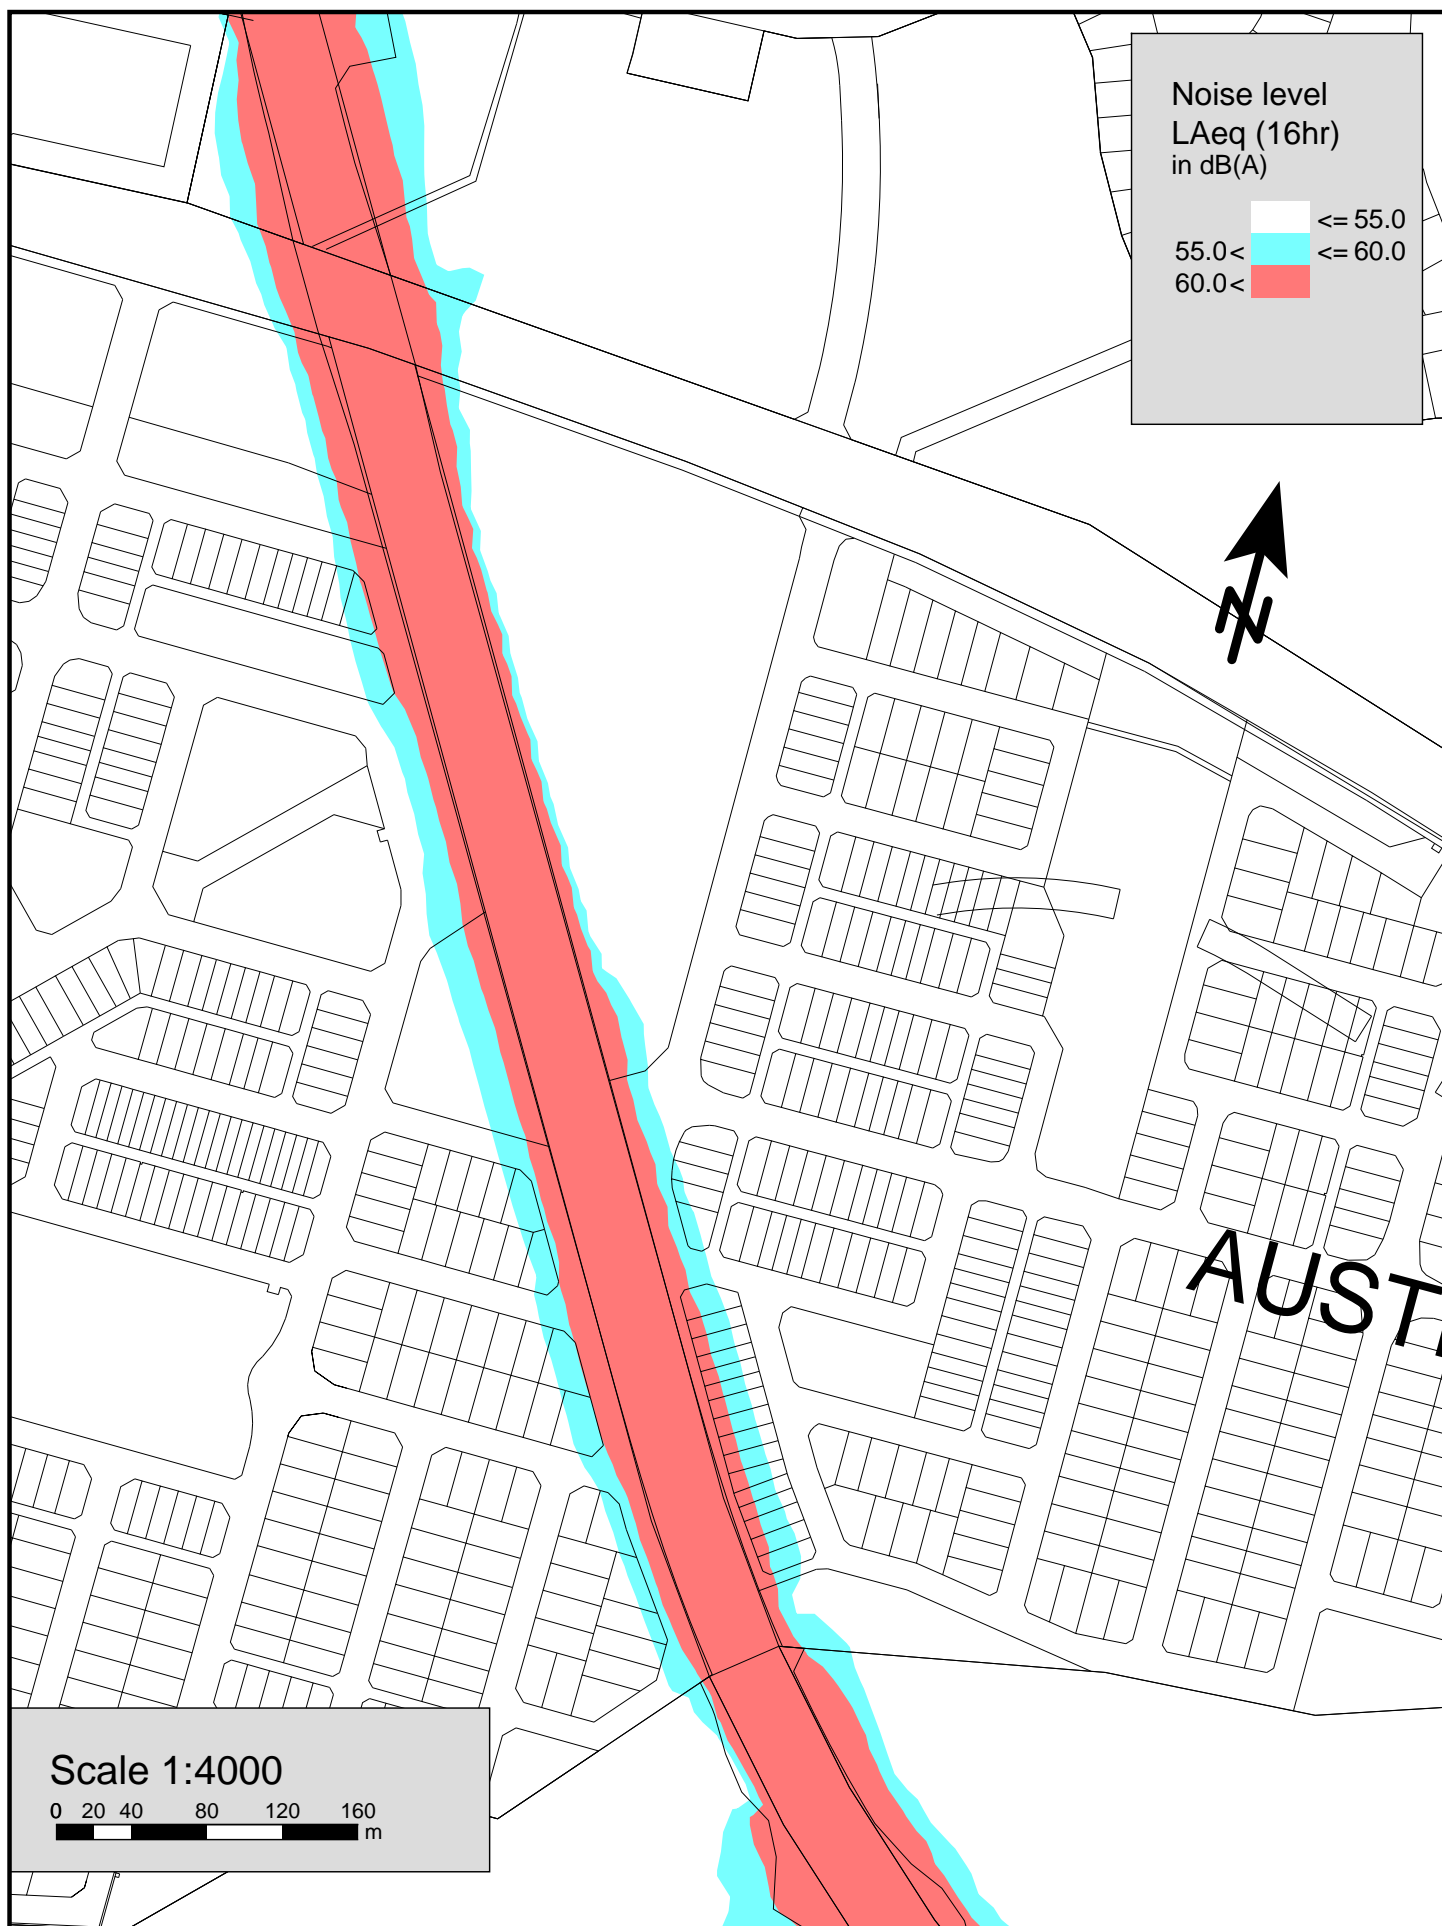 Noise level
LAeq (16hr)
in dB(A)
<= 55.0
55.0< <= 60.0
60.0<
N
AUST
Scale 1:4000
0 20 40 80 120 160
m